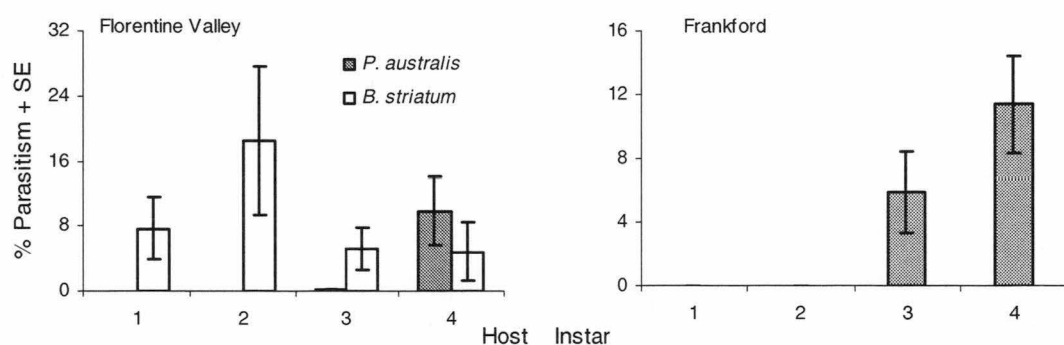 Florentine Valley
% Parasitism + SE
32
24
16
8
0
P. australis
B. striatum
1 2 3 4
Frankford
16
12
8
4
0
1 2 3 4
Host Instar